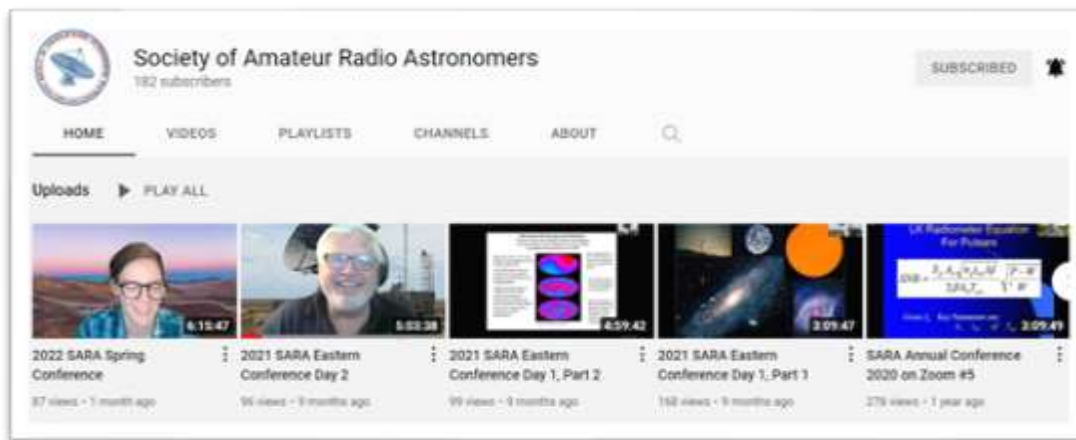 Society of Amateur Radio Astronomers
182 subscribers
SUBSCRIBED
HOME VIDEOS PLAYLISTS CHANNELS ABOUT
Uploads PLAY ALL
LK Radiometer Equation
For Pulsars
6:15:47 5:03:38 4:59:42 3:09:47 3:09:49
2022 SARA Spring
Conference
87 views • 1 month ago
2021 SARA Eastern
Conference Day 2
96 views • 9 months ago
2021 SARA Eastern
Conference Day 1, Part 2
99 views • 9 months ago
2021 SARA Eastern
Conference Day 1, Part 1
168 views • 9 months ago
SARA Annual Conference
2020 on Zoom #5
278 views • 1 year ago